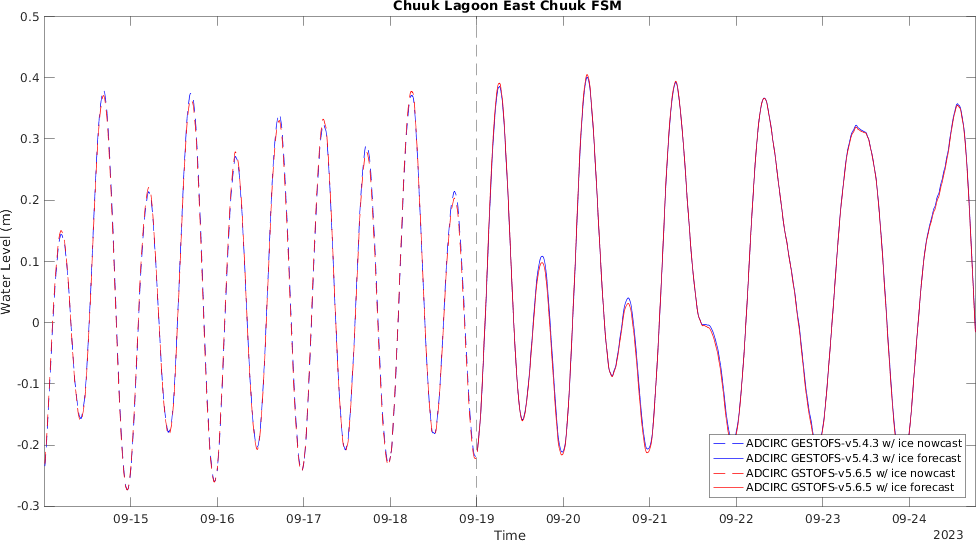 Chuuk Lagoon East Chuuk FSM
0.5
0.4
0.3
0.2
0.1
0
-0.1
-0.2
-0.3
Water Level (m)
ADCIRC GESTOFS-v5.4.3 w/ ice nowcast
ADCIRC GESTOFS-v5.4.3 w/ ice forecast
ADCIRC GSTOFS-v5.6.5 w/ ice nowcast
ADCIRC GSTOFS-v5.6.5 w/ ice forecast
09-15 09-16 09-17 09-18 09-19 09-20 09-21 09-22 09-23 09-24
Time
2023